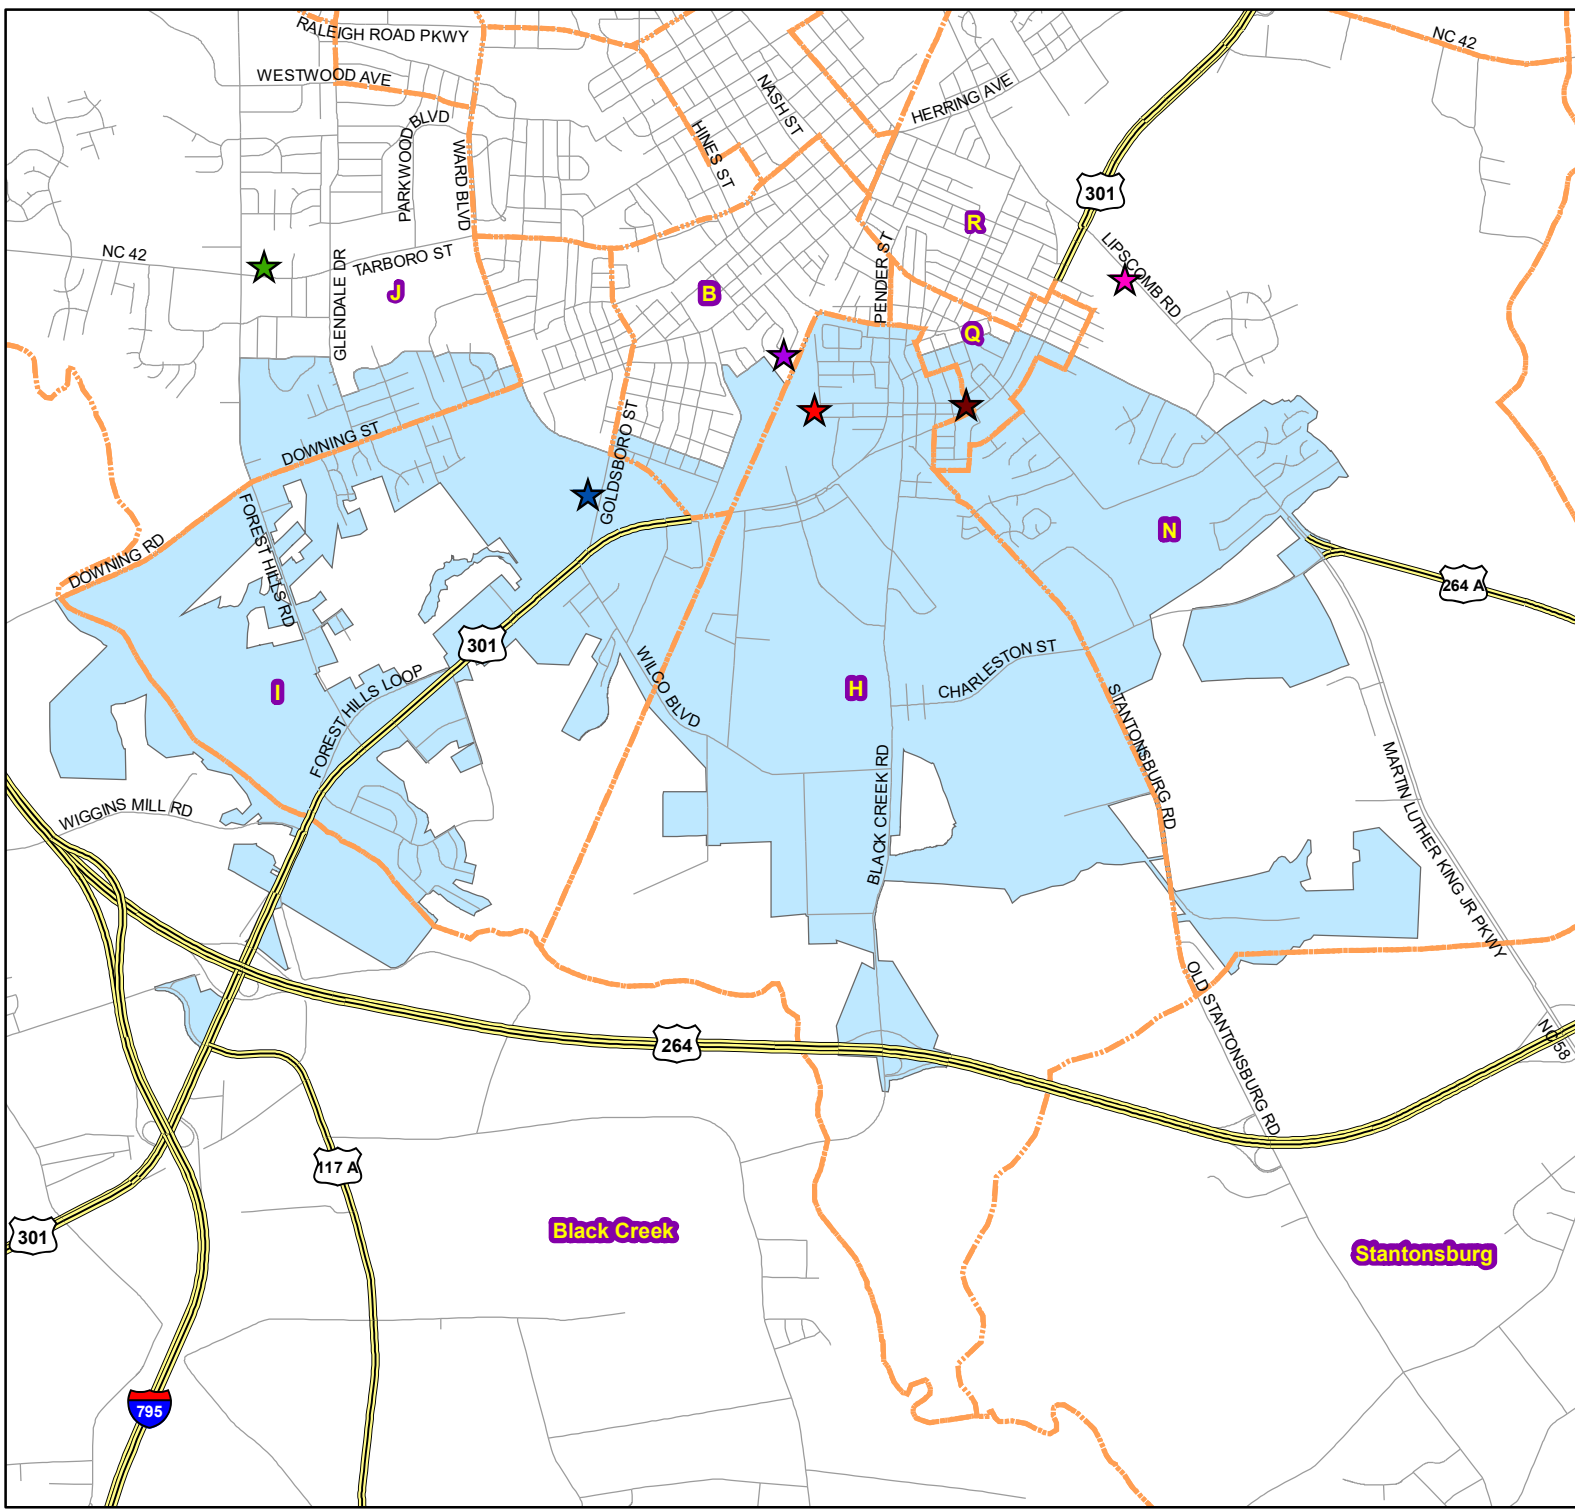 RALEIGH ROAD PKWY
NC 42
WESTWOOD AVE
NASH ST
HERRING AVE
PARKWOOD BLVD
HINES ST
WARD BLVD
301
R
NC 42
TARBORO ST
GLENDALE DR
PENDER ST
LIPSCOMB RD
J
B
Q
DOWNING ST
GOLDSBORO ST
FOREST HILLS RD
N
DOWNING RD
264 A
301
WILCO BLVD
CHARLESTON ST
I
H
FOREST HILLS LOOP
STANTONSBURG RD
BLACK CREEK RD
MARTIN LUTHER KING JR PKWY
WIGGINS MILL RD
OLD STANTONSBURG RD
264
NC 58
117 A
301
Black Creek
Stantonsburg
795